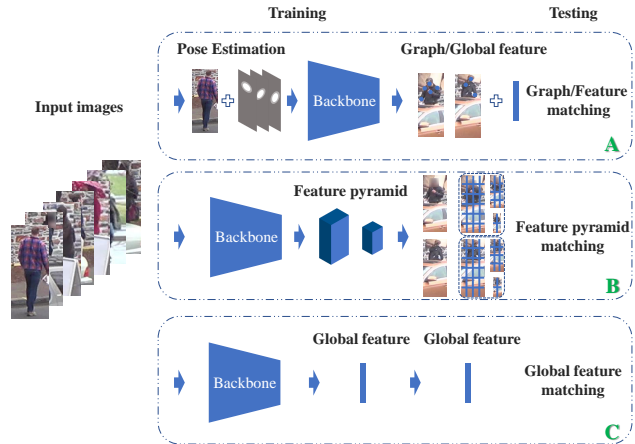 Training
Testing
Pose Estimation
Graph/Global feature
Input images
Backbone
Graph/Feature
matching
A
Feature pyramid
Backbone
Feature pyramid
matching
B
Global feature
Global feature
Backbone
Global feature
matching
C